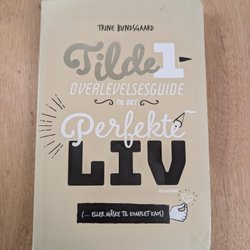 TRINE BUNDSGAARD
Tilde 1
OVERLEVELSESGUIDE
TIL DET
Perfekte
LIV
(... ELLER MÅSKE TIL KOMPLET KAOS)